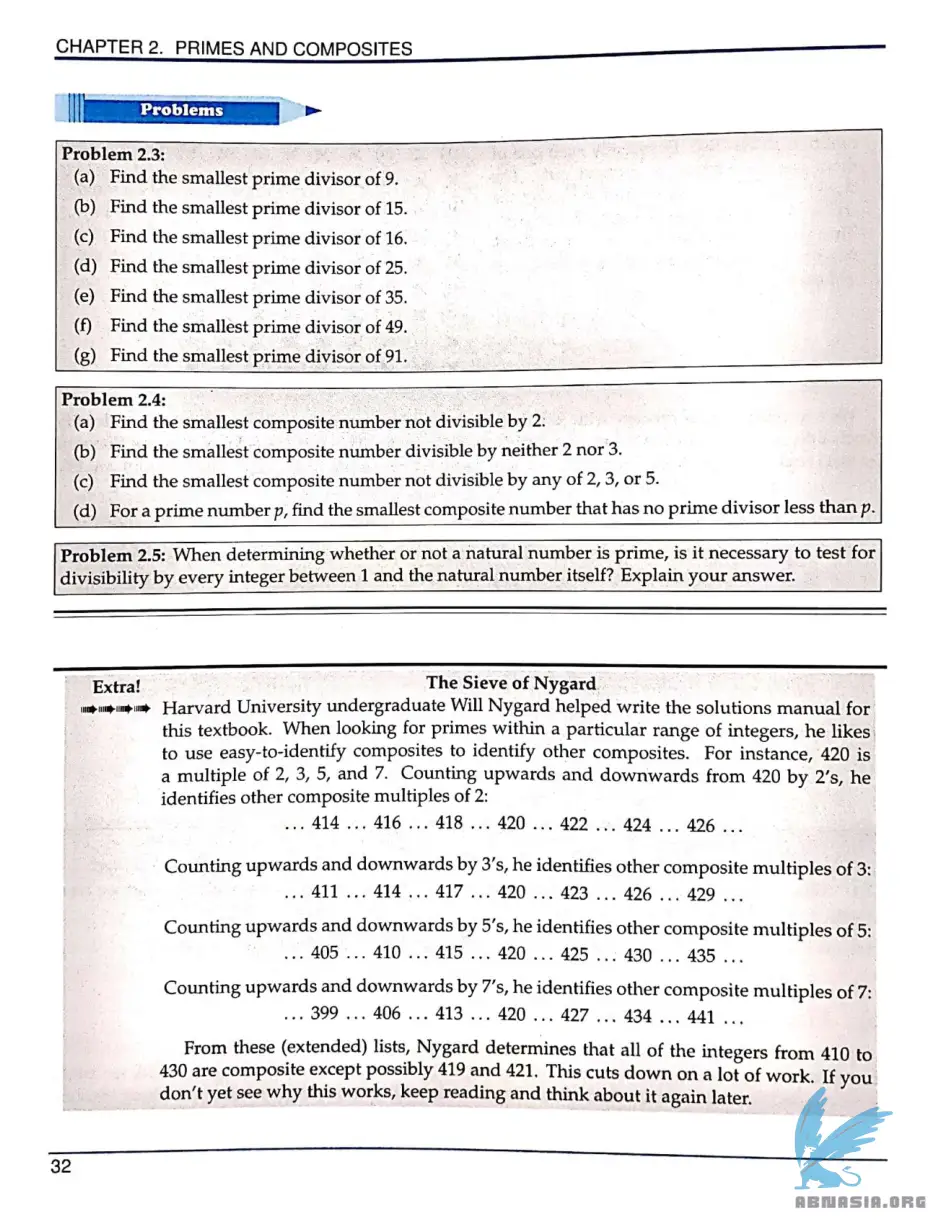 CHAPTER 2. PRIMES AND COMPOSITES
Problems
Problem 2.3:
(a) Find the smallest prime divisor of 9.
(b) Find the smallest prime divisor of 15.
(c) Find the smallest prime divisor of 16.
(d) Find the smallest prime divisor of 25.
(e) Find the smallest prime divisor of 35.
(f) Find the smallest prime divisor of 49.
(g) Find the smallest prime divisor of 91.
Problem 2.4:
(a) Find the smallest composite number not divisible by 2.
(b) Find the smallest composite number divisible by neither 2 nor 3.
(c) Find the smallest composite number not divisible by any of 2, 3, or 5.
(d) For a prime number p, find the smallest composite number that has no prime divisor less than p.
Problem 2.5: When determining whether or not a natural number is prime, is it necessary to test for
divisibility by every integer between 1 and the natural number itself? Explain your answer.
Extra! The Sieve of Nygard
Harvard University undergraduate Will Nygard helped write the solutions manual for
this textbook. When looking for primes within a particular range of integers, he likes
to use easy-to-identify composites to identify other composites. For instance, 420 is
a multiple of 2, 3, 5, and 7. Counting upwards and downwards from 420 by 2's, he
identifies other composite multiples of 2:
... 414 ... 416 ... 418 ... 420 ... 422 ... 424 ... 426 ...
Counting upwards and downwards by 3's, he identifies other composite multiples of 3:
... 411 ... 414 ... 417 ... 420 ... 423 ... 426 ... 429 ...
Counting upwards and downwards by 5's, he identifies other composite multiples of 5:
... 405 ... 410 ... 415 ... 420 ... 425 ... 430 ... 435 ...
Counting upwards and downwards by 7's, he identifies other composite multiples of 7:
... 399 ... 406 ... 413 ... 420 ... 427 ... 434 ... 441 ...
From these (extended) lists, Nygard determines that all of the integers from 410 to
430 are composite except possibly 419 and 421. This cuts down on a lot of work. If you
don't yet see why this works, keep reading and think about it again later.
32
ABNASIA.ORG